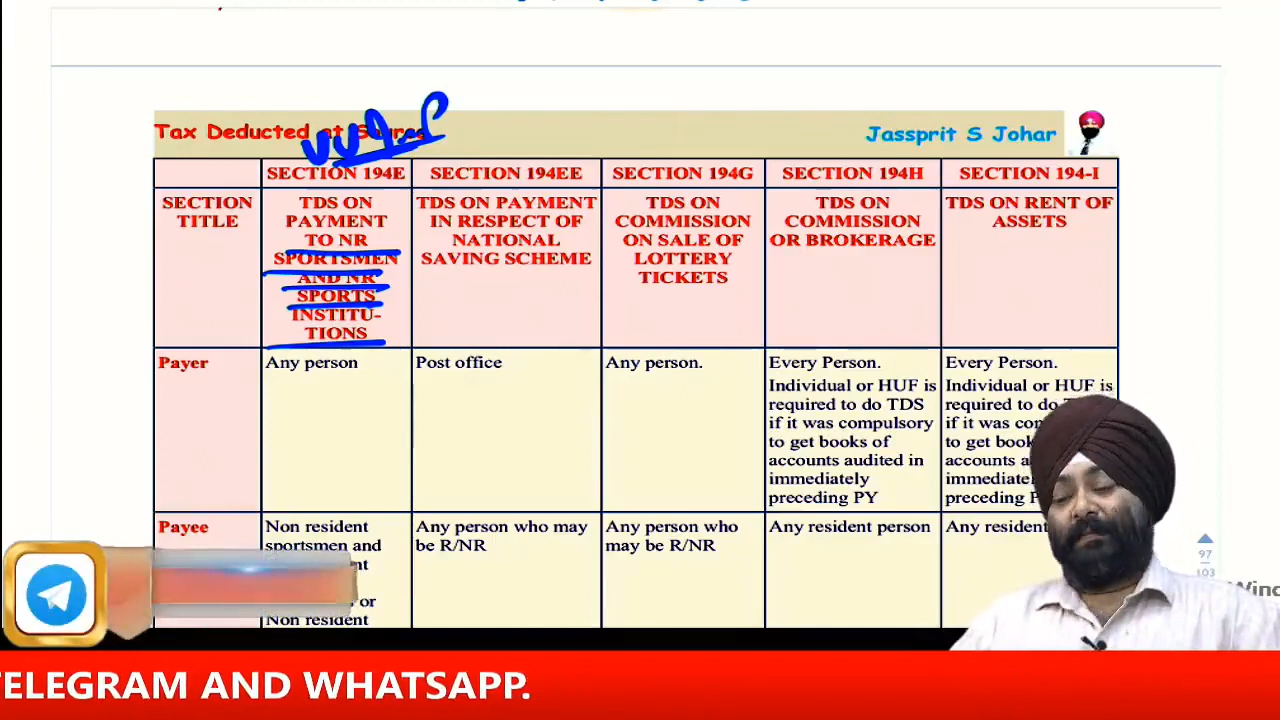 Tax Deducted at Source
Jassprit S Johar
SECTION 194E
SECTION 194EE
SECTION 194G
SECTION 194H
SECTION 194-I
SECTION
TITLE
TDS ON
PAYMENT
TO NR
SPORTSMEN
AND NR
SPORTS
INSTITU-
TIONS
TDS ON PAYMENT
IN RESPECT OF
NATIONAL
SAVING SCHEME
TDS ON
COMMISSION
ON SALE OF
LOTTERY
TICKETS
TDS ON
COMMISSION
OR BROKERAGE
TDS ON RENT OF
ASSETS
Payer
Any person
Post office
Any person.
Every Person.
Individual or HUF is
required to do TDS
if it was compulsory
to get books of
accounts audited in
immediately
preceding PY
Every Person.
Individual or HUF is
required to do
if it was
to get
accounts
preceding
Payee
Non resident
sportsmen and
or
Non resident
Any person who may
be R/NR
Any person who
may be R/NR
Any resident person
Any resident
97
103
TELEGRAM AND WHATSAPP.